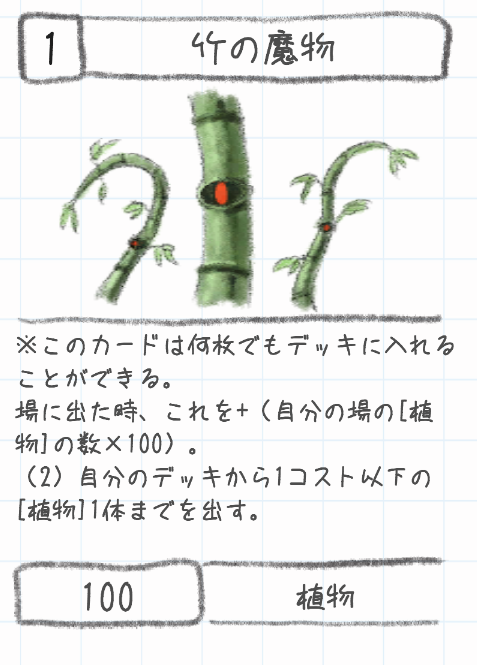 1 竹の魔物
※このカードは何枚でもデッキに入れる
ことができる。
場に出た時、これを+（自分の場の[植
物]の数×100）。
（2）自分のデッキから1コスト以下の
[植物]1体までを出す。
100 植物